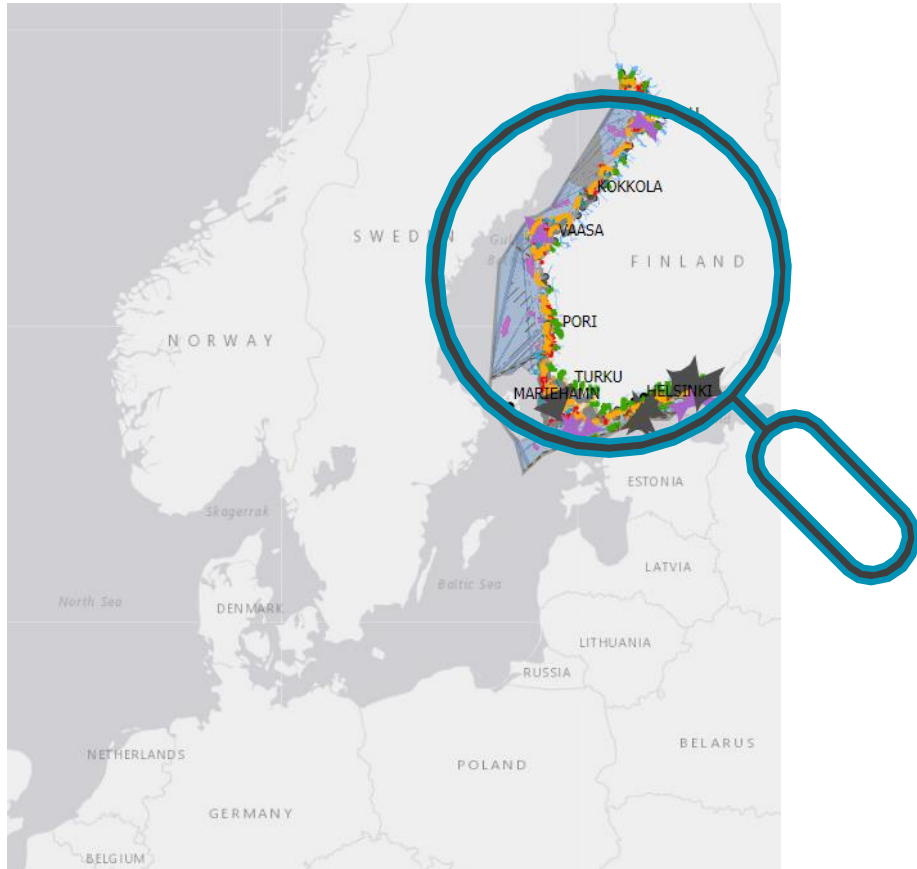 KOKKOLA
VAASA
SWEDEN
FINLAND
PORI
NORWAY
TURKU
MARIEHAMN
HELSINKI
ESTONIA
Skagerrak
LATVIA
Baltic Sea
North Sea
DENMARK
LITHUANIA
RUSSIA
BELARUS
NETHERLANDS
POLAND
GERMANY
BELGIUM